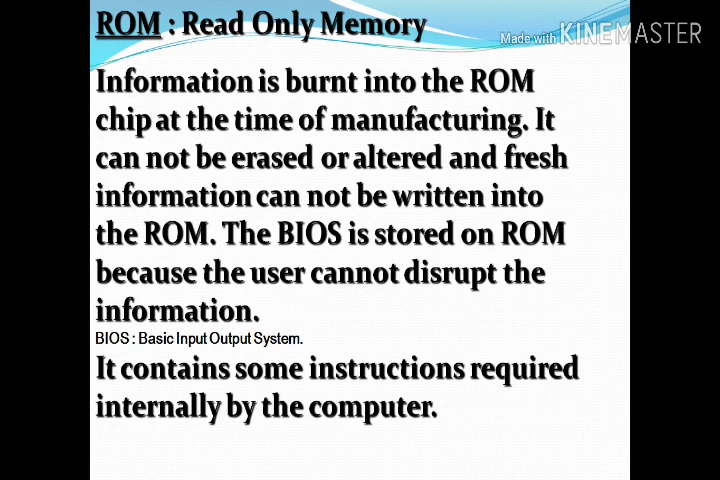 ROM : Read Only Memory
Made with KINEMASTER
Information is burnt into the ROM
chip at the time of manufacturing. It
can not be erased or altered and fresh
information can not be written into
the ROM. The BIOS is stored on ROM
because the user cannot disrupt the
information.
BIOS : Basic Input Output System.
It contains some instructions required
internally by the computer.